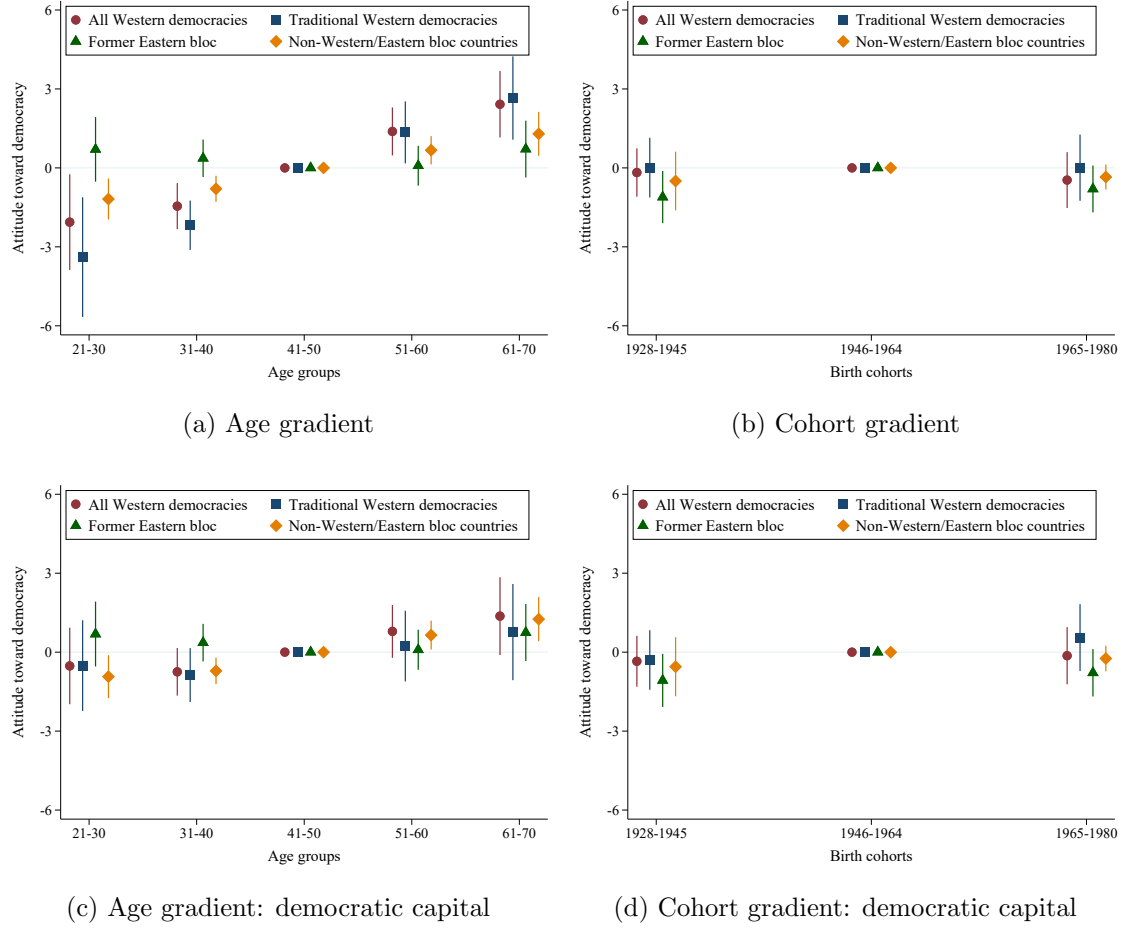 All Western democracies
Traditional Western democracies
Former Eastern bloc
Non-Western/Eastern bloc countries
Attitude toward democracy
6
3
0
-3
-6
21-30
31-40
41-50
51-60
61-70
Age groups
(a) Age gradient
All Western democracies
Traditional Western democracies
Former Eastern bloc
Non-Western/Eastern bloc countries
Attitude toward democracy
6
3
0
-3
-6
1928-1945
1946-1964
1965-1980
Birth cohorts
(b) Cohort gradient
All Western democracies
Traditional Western democracies
Former Eastern bloc
Non-Western/Eastern bloc countries
Attitude toward democracy
6
3
0
-3
-6
21-30
31-40
41-50
51-60
61-70
Age groups
(c) Age gradient: democratic capital
All Western democracies
Traditional Western democracies
Former Eastern bloc
Non-Western/Eastern bloc countries
Attitude toward democracy
6
3
0
-3
-6
1928-1945
1946-1964
1965-1980
Birth cohorts
(d) Cohort gradient: democratic capital